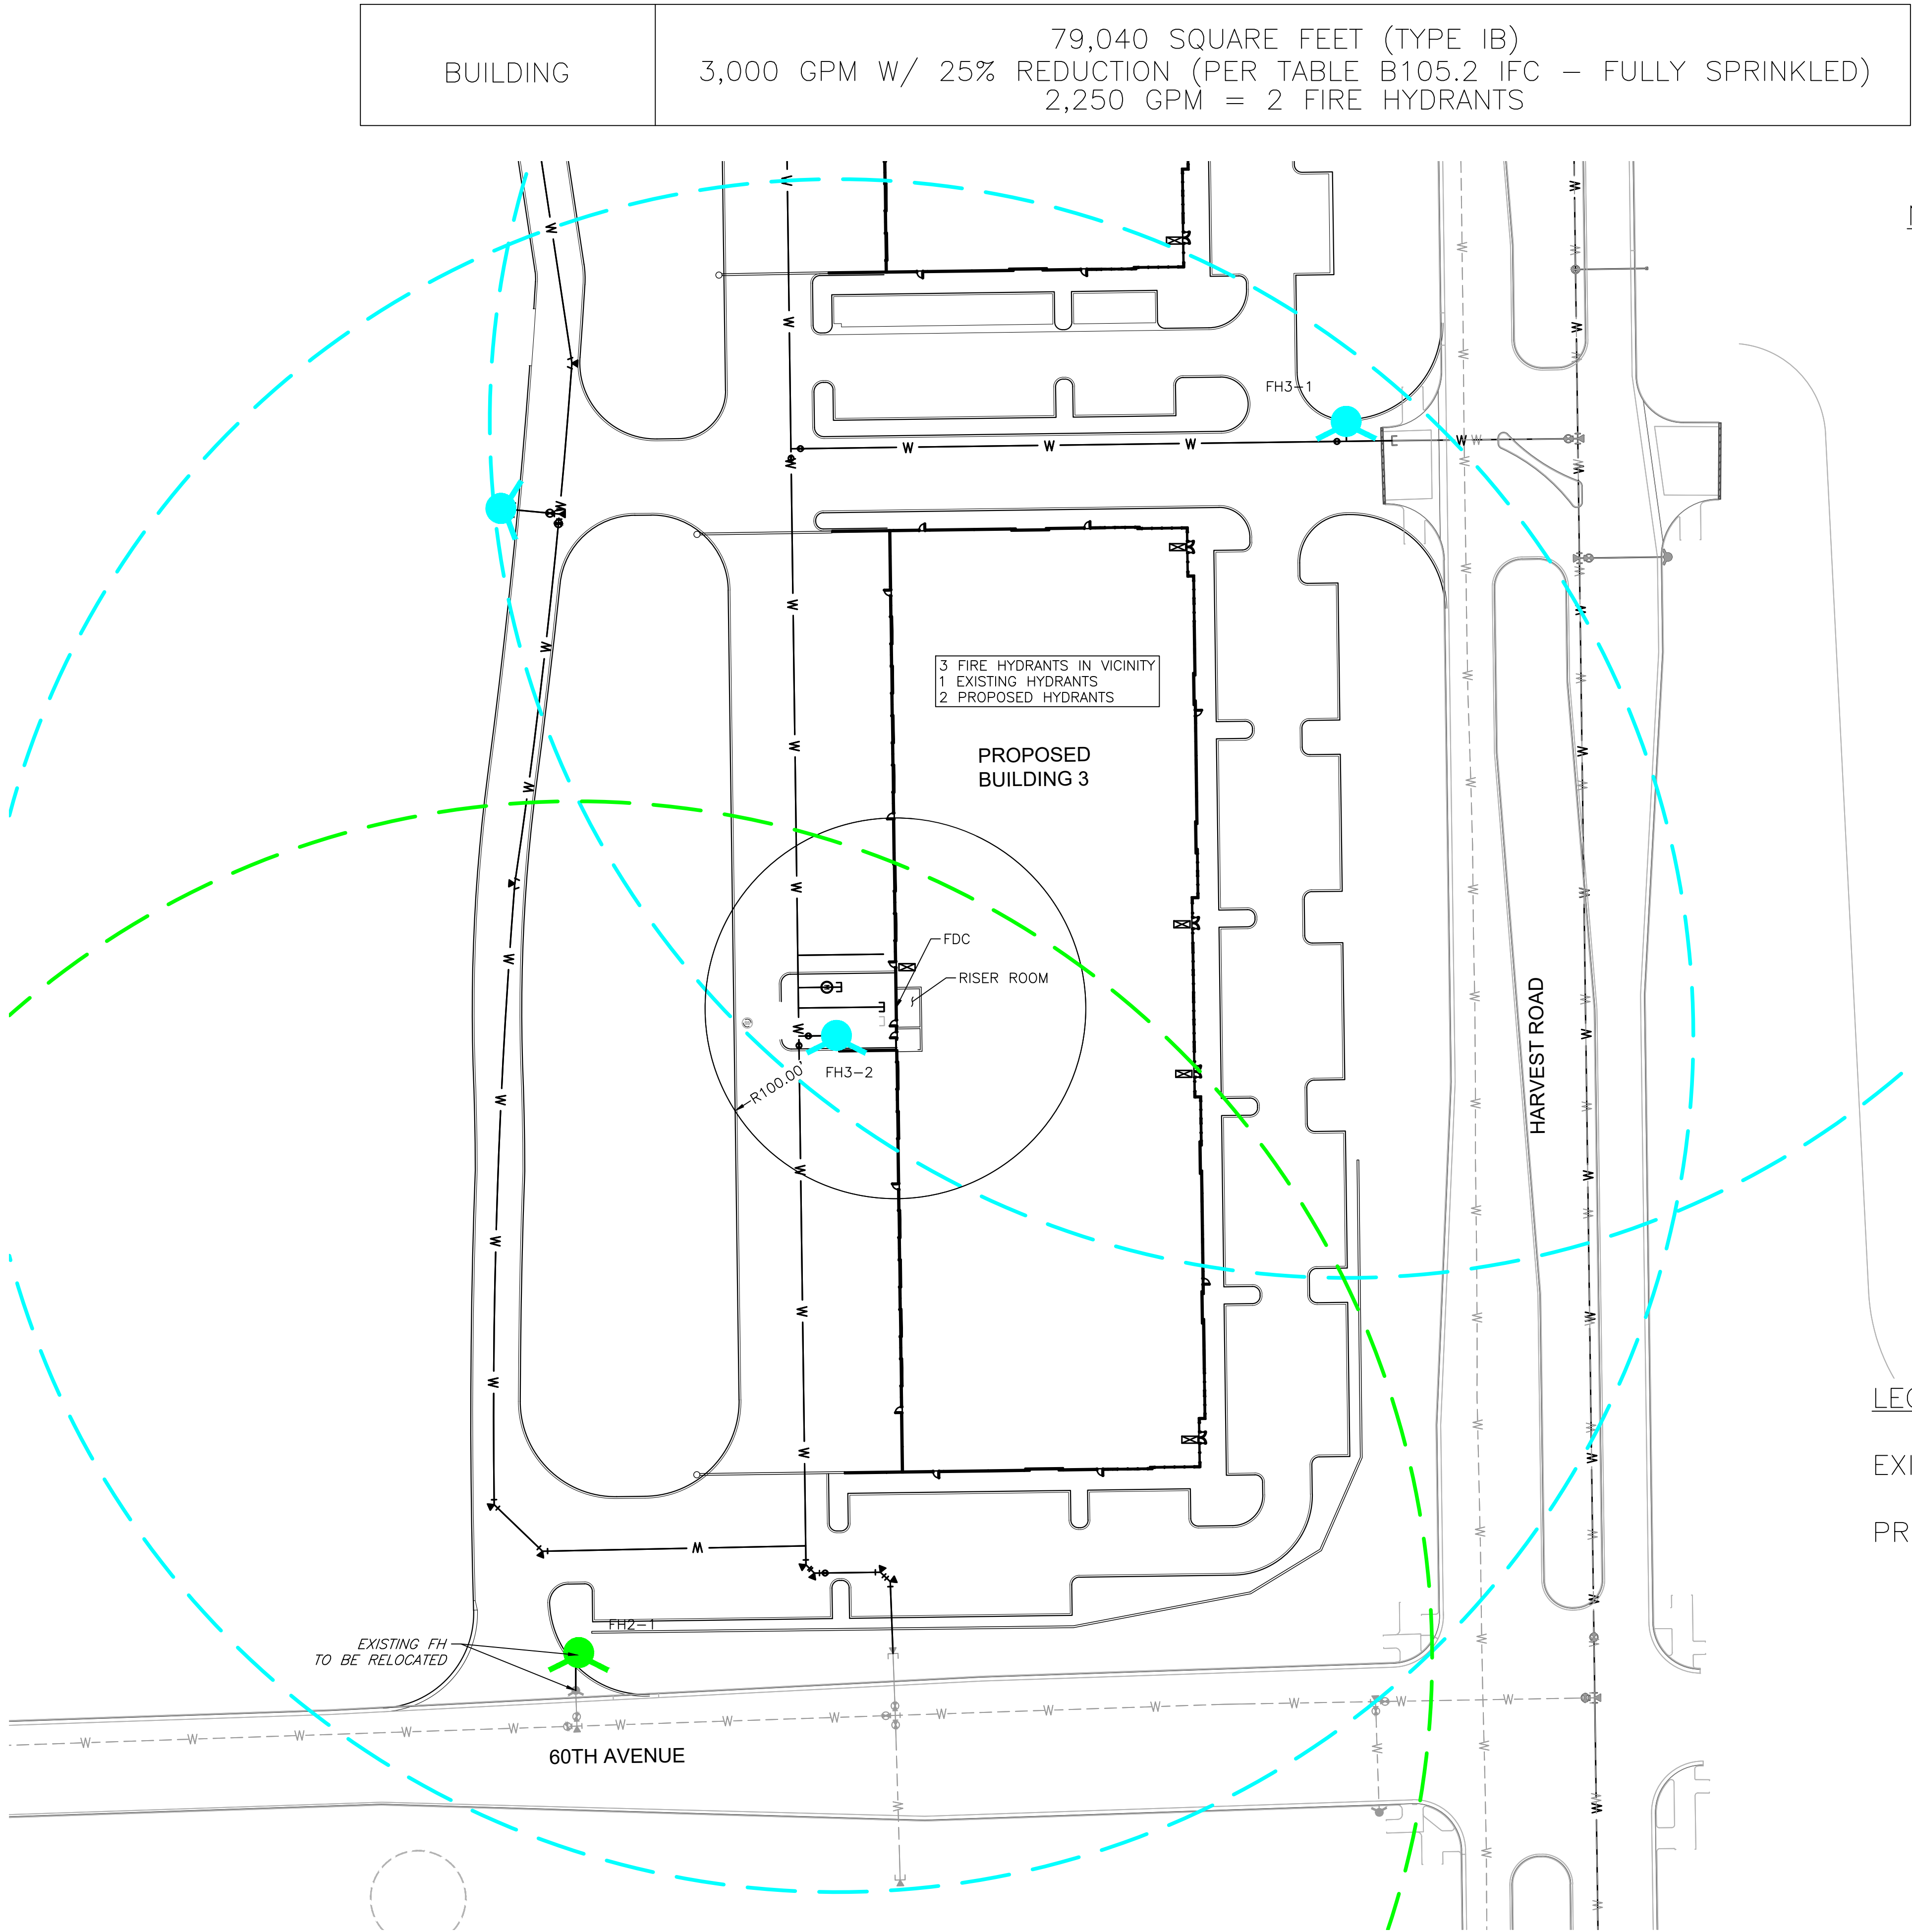 BUILDING
79,040 SQUARE FEET (TYPE IB)
3,000 GPM W/ 25% REDUCTION (PER TABLE B105.2 IFC – FULLY SPRINKLED)
2,250 GPM = 2 FIRE HYDRANTS
FH3-1
3 FIRE HYDRANTS IN VICINITY
1 EXISTING HYDRANTS
2 PROPOSED HYDRANTS
PROPOSED
BUILDING 3
FDC
RISER ROOM
R100.00'
FH3-2
HARVEST ROAD
FH2-1
EXISTING FH
TO BE RELOCATED
60TH AVENUE